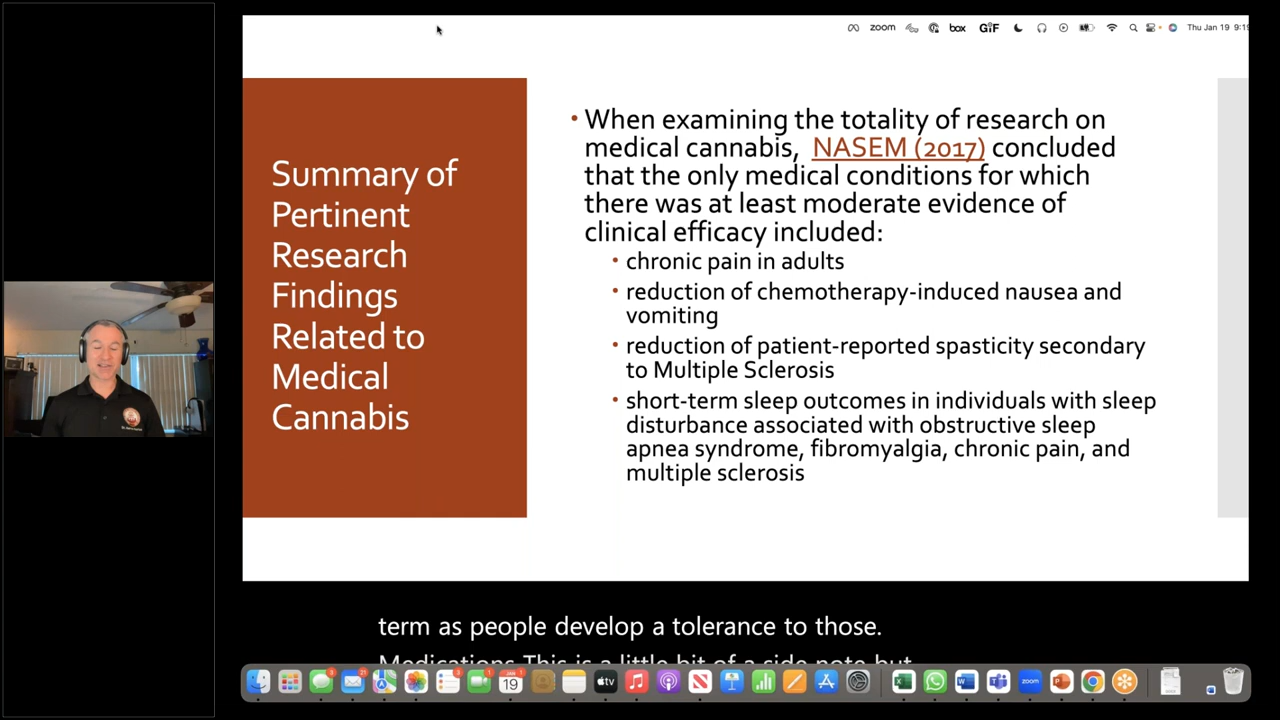 zoom
box
GIF
Thu Jan 19 9:15
Summary of
Pertinent
Research
Findings
Related to
Medical
Cannabis
• When examining the totality of research on
medical cannabis, NASEM (2017) concluded
that the only medical conditions for which
there was at least moderate evidence of
clinical efficacy included:
• chronic pain in adults
• reduction of chemotherapy-induced nausea and
vomiting
• reduction of patient-reported spasticity secondary
to Multiple Sclerosis
• short-term sleep outcomes in individuals with sleep
disturbance associated with obstructive sleep
apnea syndrome, fibromyalgia, chronic pain, and
multiple sclerosis
term as people develop a tolerance to those.
Medications. This is a little bit of a side note but
JAN
19
tv
zoom